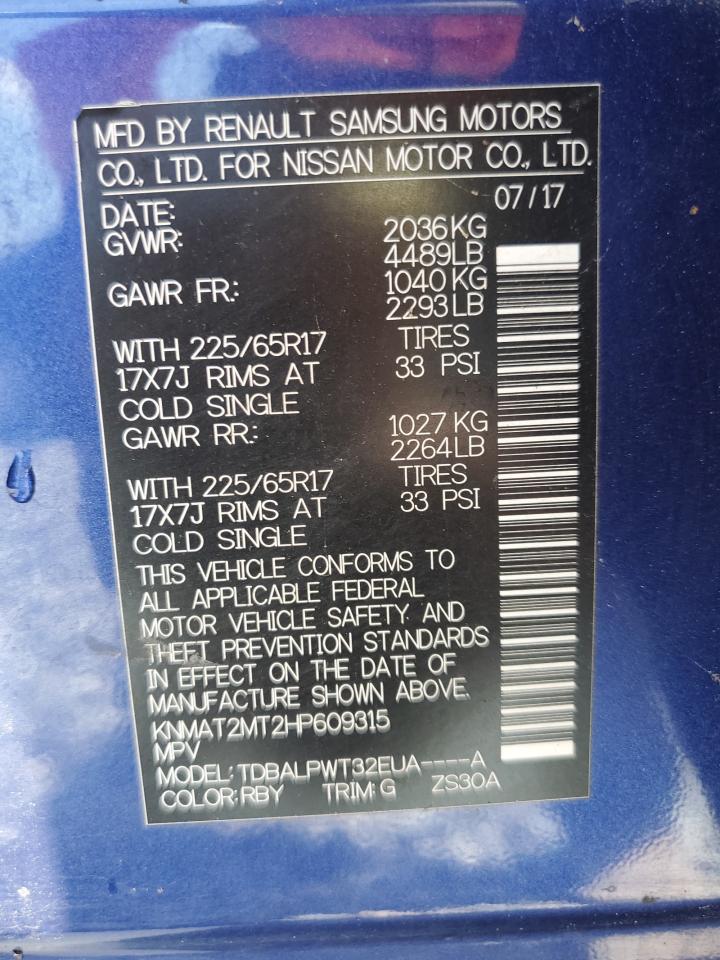 MFD BY RENAULT SAMSUNG MOTORS
CO., LTD. FOR NISSAN MOTOR CO., LTD.
DATE: 07/17
GVWR: 2036KG
4489LB
GAWR FR.: 1040KG
2293LB
WITH 225/65R17 TIRES
17X7J RIMS AT 33 PSI
COLD SINGLE
GAWR RR.: 1027KG
2264LB
WITH 225/65R17 TIRES
17X7J RIMS AT 33 PSI
COLD SINGLE
THIS VEHICLE CONFORMS TO
ALL APPLICABLE FEDERAL
MOTOR VEHICLE SAFETY AND
THEFT PREVENTION STANDARDS
IN EFFECT ON THE DATE OF
MANUFACTURE SHOWN ABOVE.
KNMAT2MT2HP609315
MPV
MODEL: TDBALPWT32EUA----A
COLOR: RBY TRIM: G ZS30A